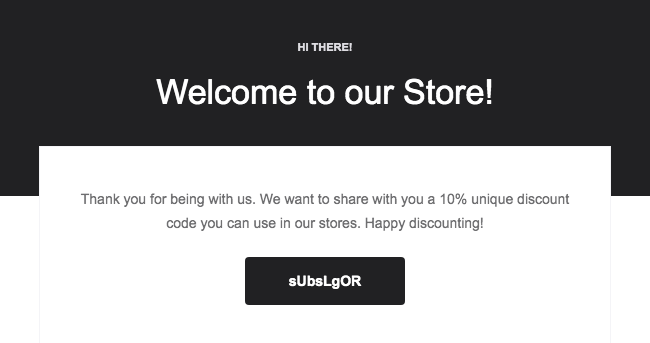 HI THERE!
Welcome to our Store!
Thank you for being with us. We want to share with you a 10% unique discount
code you can use in our stores. Happy discounting!
sUbsLgOR